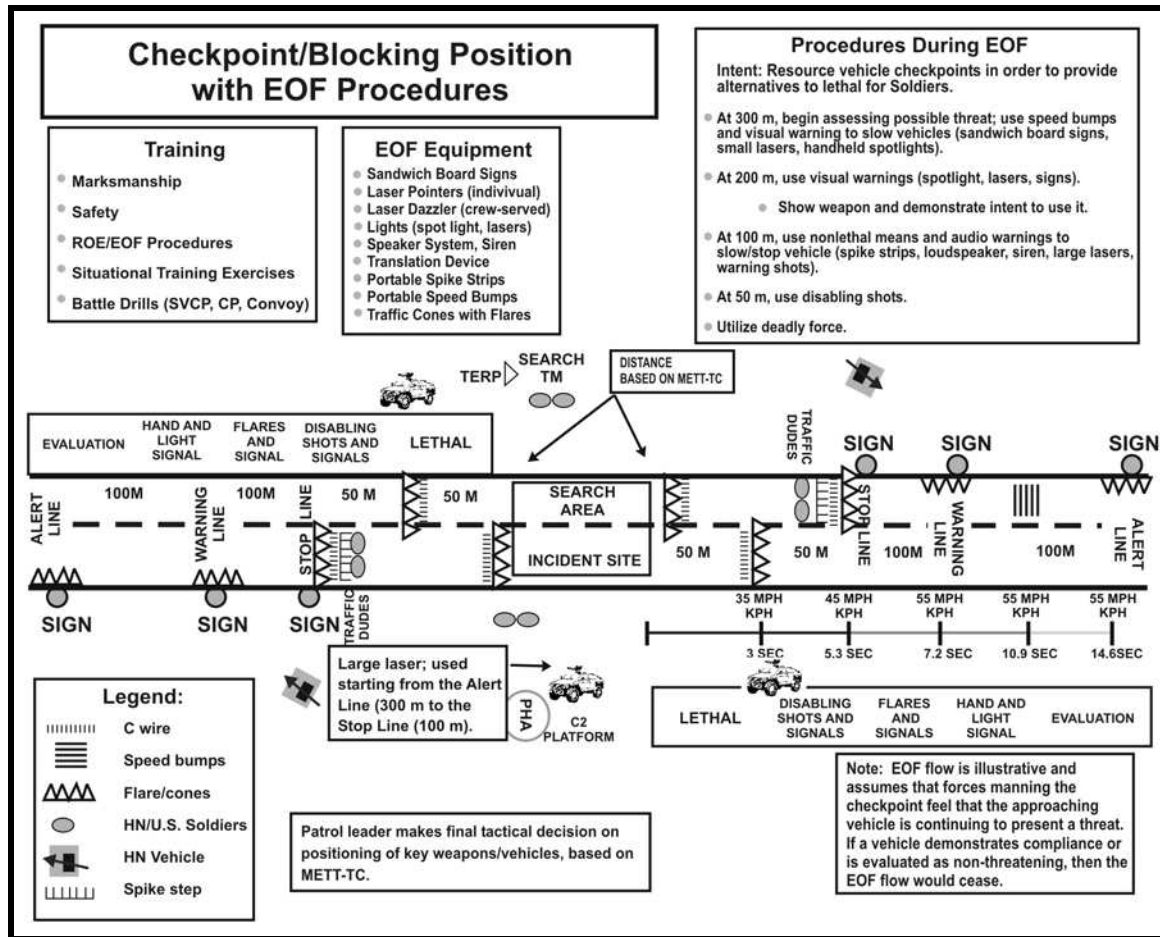 Checkpoint/Blocking Position
with EOF Procedures
Training
Marksmanship
Safety
ROE/EOF Procedures
Situational Training Exercises
Battle Drills (SVCP, CP, Convoy)
EOF Equipment
Sandwich Board Signs
Laser Pointers (indivivual)
Laser Dazzler (crew-served)
Lights (spot light, lasers)
Speaker System, Siren
Translation Device
Portable Spike Strips
Portable Speed Bumps
Traffic Cones with Flares
Procedures During EOF
Intent: Resource vehicle checkpoints in order to provide
alternatives to lethal for Soldiers.
At 300 m, begin assessing possible threat; use speed bumps
and visual warning to slow vehicles (sandwich board signs,
small lasers, handheld spotlights).
At 200 m, use visual warnings (spotlight, lasers, signs).
Show weapon and demonstrate intent to use it.
At 100 m, use nonlethal means and audio warnings to
slow/stop vehicle (spike strips, loudspeaker, siren, large lasers,
warning shots).
At 50 m, use disabling shots.
Utilize deadly force.
TERP
SEARCH
TM
DISTANCE
BASED ON METT-TC
EVALUATION
HAND AND
LIGHT
SIGNAL
FLARES
AND
SIGNAL
DISABLING
SHOTS AND
SIGNALS
LETHAL
TRAFFIC
DUDES
SIGN
SIGN
SIGN
ALERT
LINE
100M
WARNING
LINE
100M
STOP LINE
50 M
50 M
SEARCH
AREA
INCIDENT SITE
50 M
50 M
STOP
LINE
100M
WARNING
LINE
100M
ALERT
LINE
SIGN
SIGN
SIGN
TRAFFIC
DUDES
35 MPH
KPH
45 MPH
KPH
55 MPH
KPH
55 MPH
KPH
55 MPH
KPH
3 SEC
5.3 SEC
7.2 SEC
10.9 SEC
14.6SEC
Large laser; used
starting from the Alert
Line (300 m to the
Stop Line (100 m).
PHA
C2
PLATFORM
LETHAL
DISABLING
SHOTS AND
SIGNALS
FLARES
AND
SIGNALS
HAND AND
LIGHT
SIGNAL
EVALUATION
Legend:
C wire
Speed bumps
Flare/cones
HN/U.S. Soldiers
HN Vehicle
Spike step
Patrol leader makes final tactical decision on
positioning of key weapons/vehicles, based on
METT-TC.
Note: EOF flow is illustrative and
assumes that forces manning the
checkpoint feel that the approaching
vehicle is continuing to present a threat.
If a vehicle demonstrates compliance or
is evaluated as non-threatening, then the
EOF flow would cease.